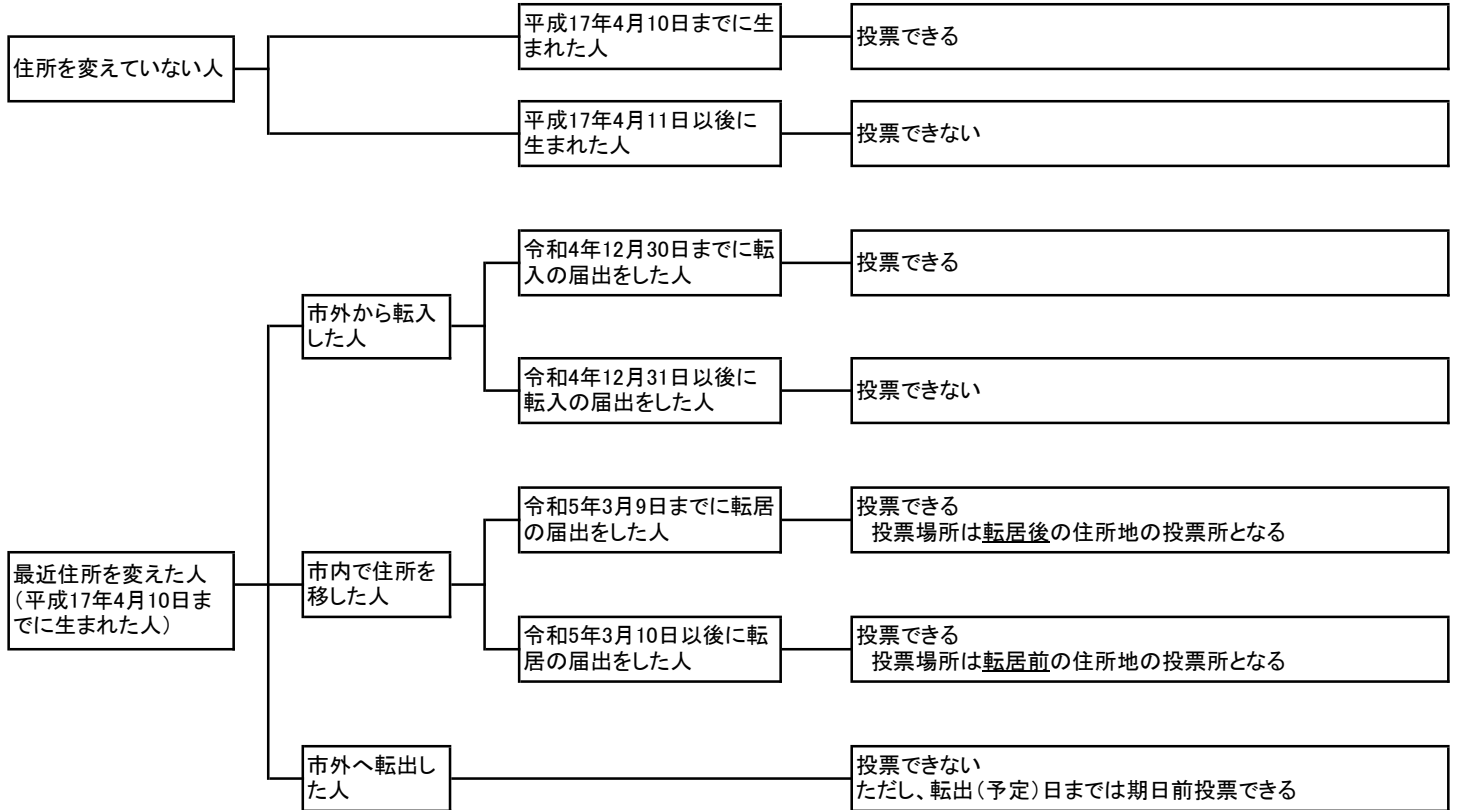 住所を変えていない人
平成17年4月10日までに生
まれた人
投票できる
平成17年4月11日以後に
生まれた人
投票できない
最近住所を変えた人
（平成17年4月10日ま
でに生まれた人）
市外から転入
した人
令和4年12月30日までに転
入の届出をした人
投票できる
令和4年12月31日以後に
転入の届出をした人
投票できない
市内で住所を
移した人
令和5年3月9日までに転居
の届出をした人
投票できる
投票場所は転居後の住所地の投票所となる
令和5年3月10日以後に転
居の届出をした人
投票できる
投票場所は転居前の住所地の投票所となる
市外へ転出し
た人
投票できない
ただし、転出（予定）日までは期日前投票できる